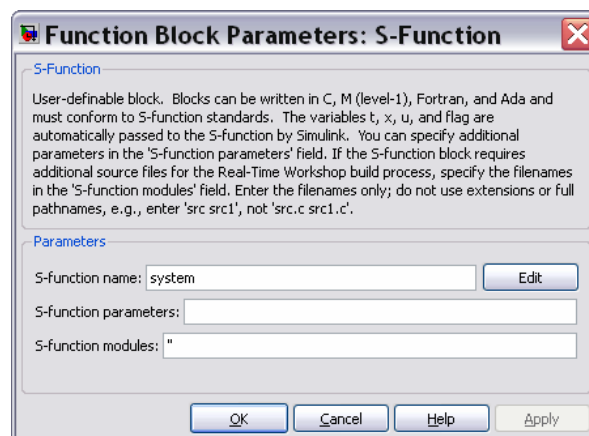 Function Block Parameters: S-Function
S-Function
User-definable block. Blocks can be written in C, M (level-1), Fortran, and Ada and
must conform to S-function standards. The variables t, x, u, and flag are
automatically passed to the S-function by Simulink. You can specify additional
parameters in the 'S-function parameters' field. If the S-function block requires
additional source files for the Real-Time Workshop build process, specify the filenames
in the 'S-function modules' field. Enter the filenames only; do not use extensions or full
pathnames, e.g., enter 'src src1', not 'src.c src1.c'.
Parameters
S-function name: system Edit
S-function parameters:
S-function modules: ''
OK Cancel Help Apply